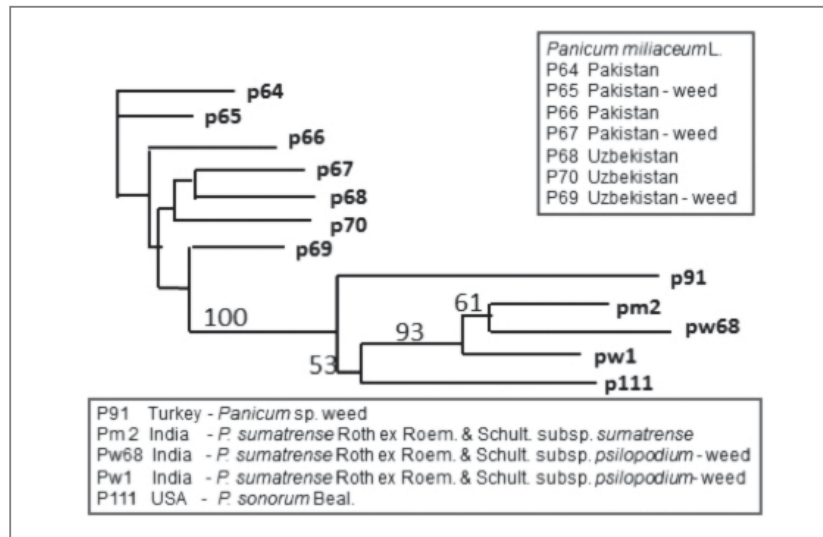 Panicum miliaceum L.
P64 Pakistan
P65 Pakistan - weed
P66 Pakistan
P67 Pakistan - weed
P68 Uzbekistan
P70 Uzbekistan
P69 Uzbekistan - weed
p64
p65
p66
p67
p68
p70
p69
p91
61
pm2
100
93
pw68
pw1
53
p111
P91 Turkey - Panicum sp. weed
Pm 2 India - P. sumatrense Roth ex Roem. & Schult. subsp. sumatrense
Pw68 India - P. sumatrense Roth ex Roem. & Schult. subsp. psilopodium - weed
Pw1 India - P. sumatrense Roth ex Roem. & Schult. subsp. psilopodium- weed
P111 USA - P. sonorum Beal.